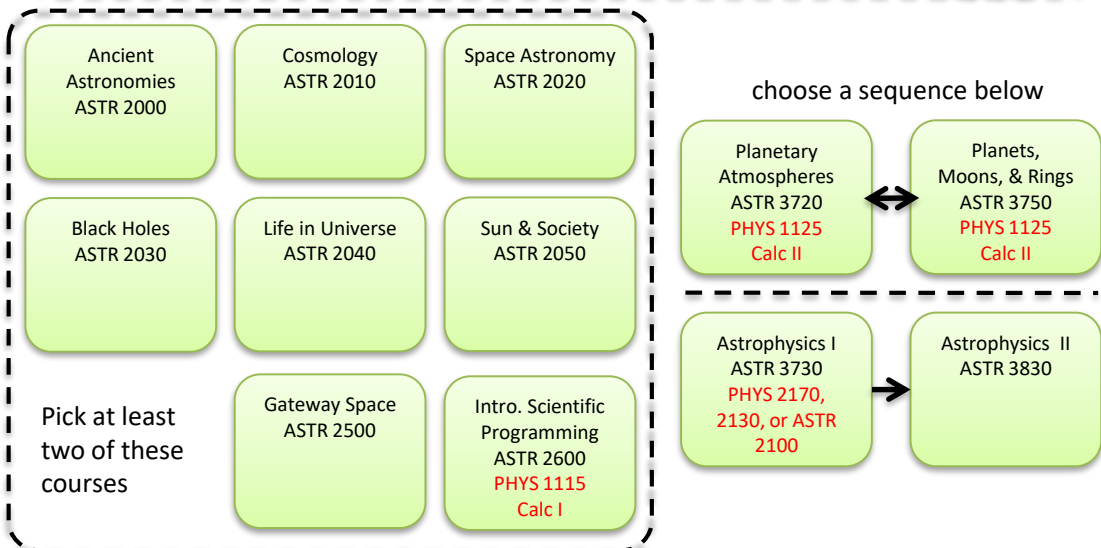 Ancient
Astronomies
ASTR 2000
Cosmology
ASTR 2010
Space Astronomy
ASTR 2020
Black Holes
ASTR 2030
Life in Universe
ASTR 2040
Sun & Society
ASTR 2050
Pick at least
two of these
courses
Gateway Space
ASTR 2500
Intro. Scientific
Programming
ASTR 2600
PHYS 1115
Calc I
choose a sequence below
Planetary
Atmospheres
ASTR 3720
PHYS 1125
Calc II
Planets,
Moons, & Rings
ASTR 3750
PHYS 1125
Calc II
Astrophysics I
ASTR 3730
PHYS 2170,
2130, or ASTR
2100
Astrophysics II
ASTR 3830